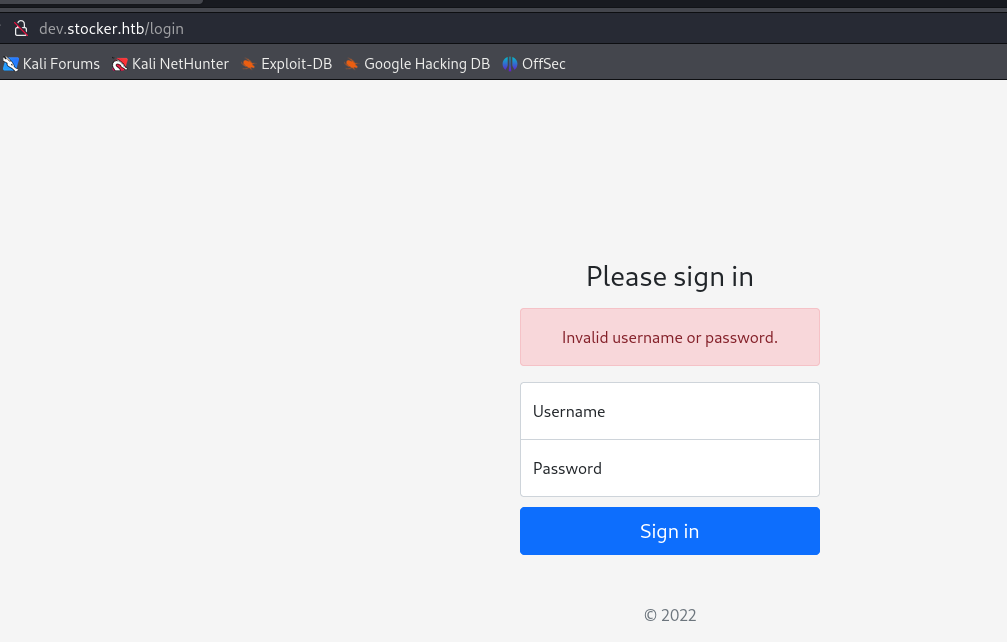 dev.stocker.htb/login
Kali Forums Kali NetHunter Exploit-DB Google Hacking DB OffSec
Please sign in
Invalid username or password.
Username
Password
Sign in
© 2022